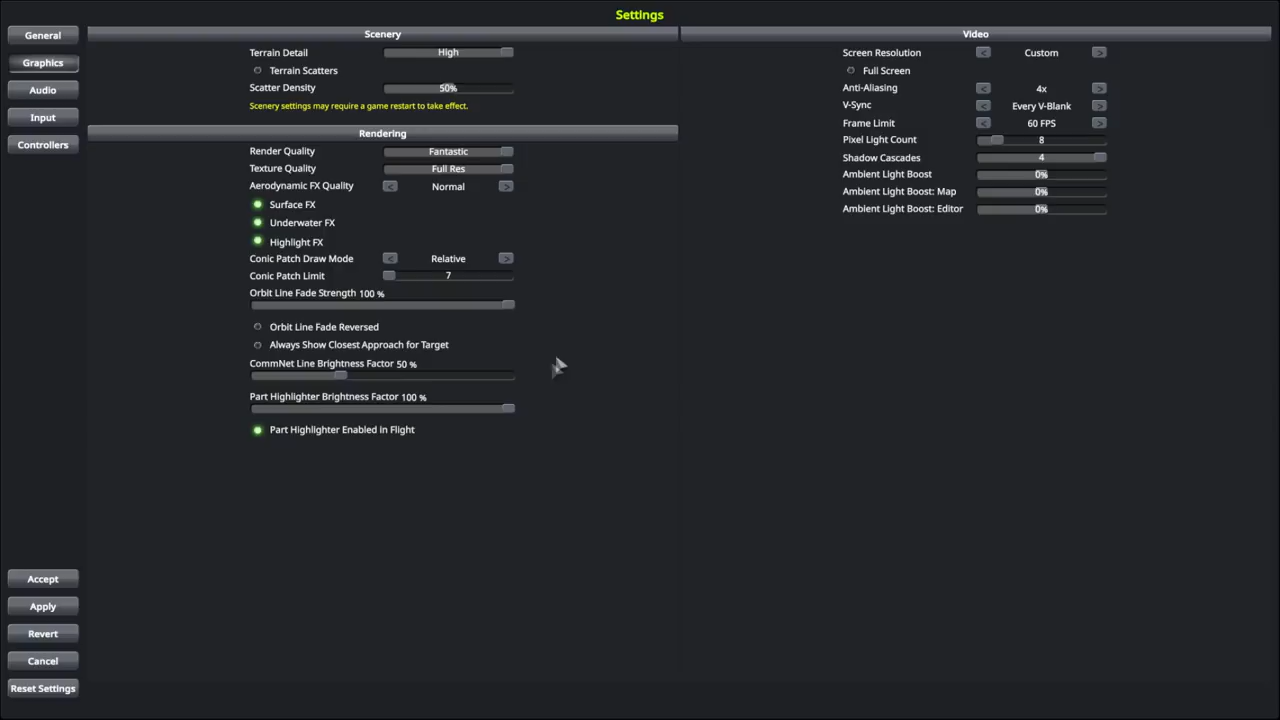 Settings
General
Graphics
Audio
Input
Controllers
Accept
Apply
Revert
Cancel
Reset Settings
Scenery
Terrain Detail High
Terrain Scatters
Scatter Density 50%
Scenery settings may require a game restart to take effect.
Rendering
Render Quality Fantastic
Texture Quality Full Res
Aerodynamic FX Quality < Normal >
Surface FX
Underwater FX
Highlight FX
Conic Patch Draw Mode < Relative >
Conic Patch Limit 7
Orbit Line Fade Strength 100 %
Orbit Line Fade Reversed
Always Show Closest Approach for Target
CommNet Line Brightness Factor 50 %
Part Highlighter Brightness Factor 100 %
Part Highlighter Enabled in Flight
Video
Screen Resolution < Custom >
Full Screen
Anti-Aliasing < 4x >
V-Sync < Every V-Blank >
Frame Limit < 60 FPS >
Pixel Light Count 8
Shadow Cascades 4
Ambient Light Boost 0%
Ambient Light Boost: Map 0%
Ambient Light Boost: Editor 0%